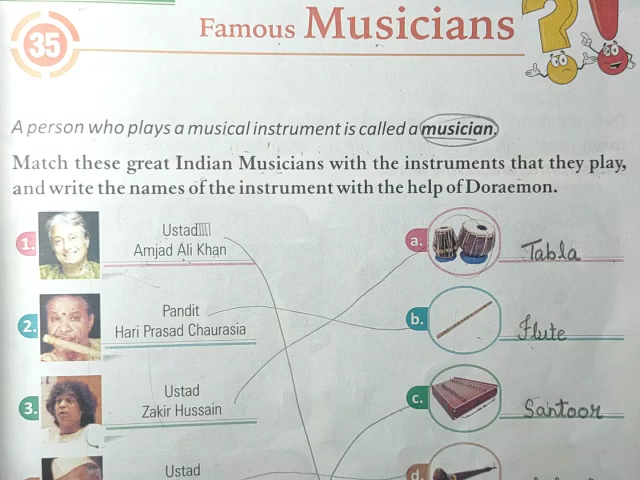 35
Famous Musicians
A person who plays a musical instrument is called a musician.
Match these great Indian Musicians with the instruments that they play,
and write the names of the instrument with the help of Doraemon.
1.
Ustad
Amjad Ali Khan
a.
Tabla
2.
Pandit
Hari Prasad Chaurasia
b.
Flute
3.
Ustad
Zakir Hussain
c.
Santoor
Ustad
d.